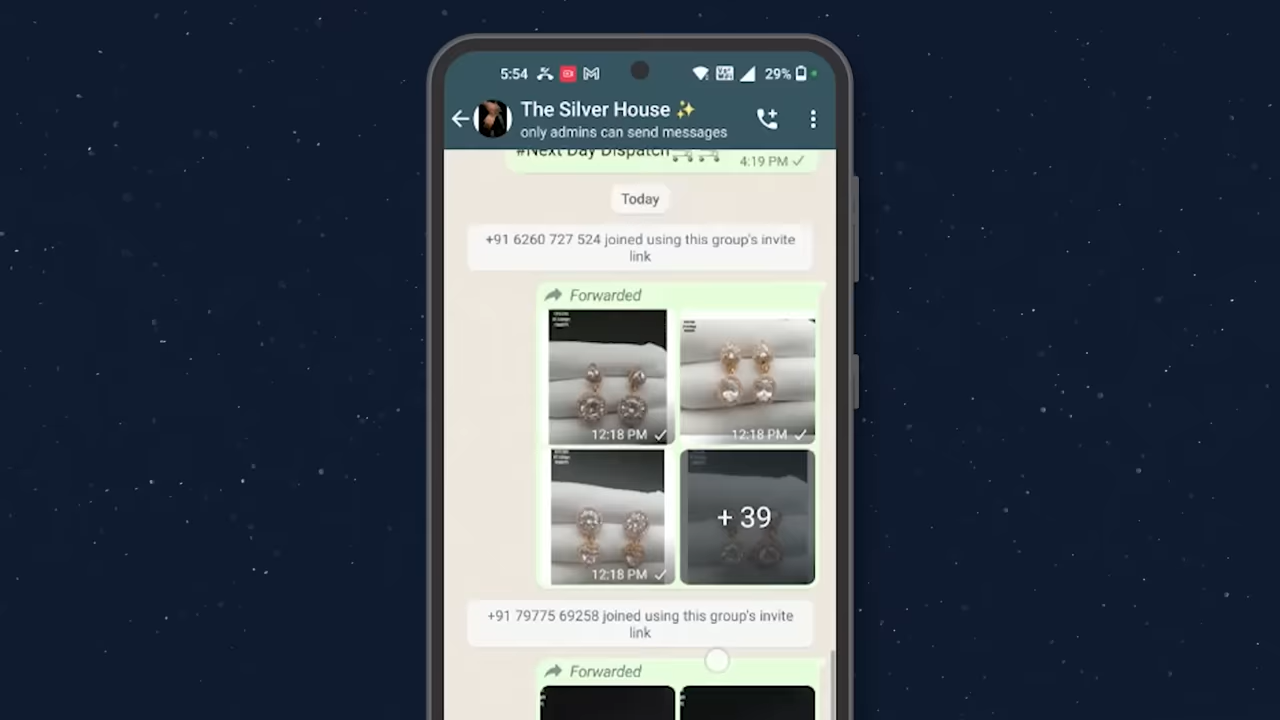 5:54
29%
The Silver House ✨
only admins can send messages
#Next Day Dispatch
4:19 PM
Today
+91 6260 727 524 joined using this group's invite
link
Forwarded
12:18 PM
12:18 PM
12:18 PM
+ 39
+91 79775 69258 joined using this group's invite
link
Forwarded